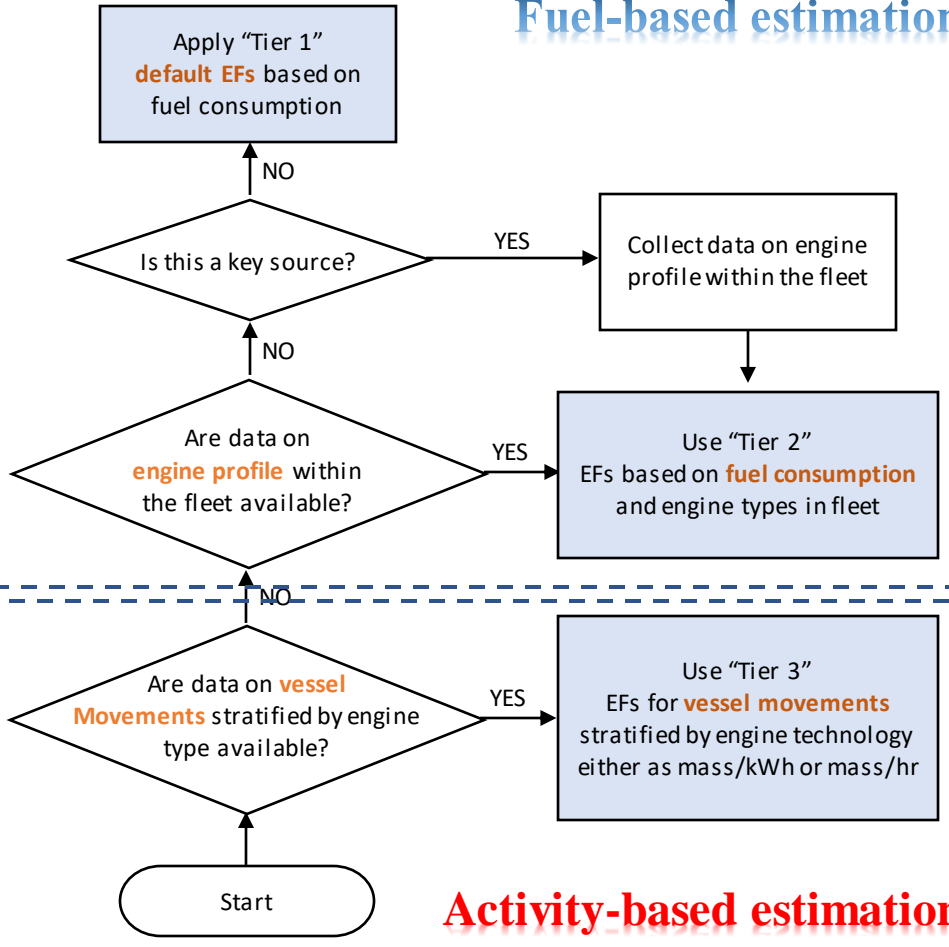 Fuel-based estimation
Apply “Tier 1”
default EFs based on
fuel consumption
NO
Is this a key source?
YES
Collect data on engine
profile within the fleet
NO
Are data on
engine profile within
the fleet available?
YES
Use “Tier 2”
EFs based on fuel consumption
and engine types in fleet
NO
Are data on vessel
Movements stratified by engine
type available?
YES
Use “Tier 3”
EFs for vessel movements
stratified by engine technology
either as mass/kWh or mass/hr
Start
Activity-based estimation